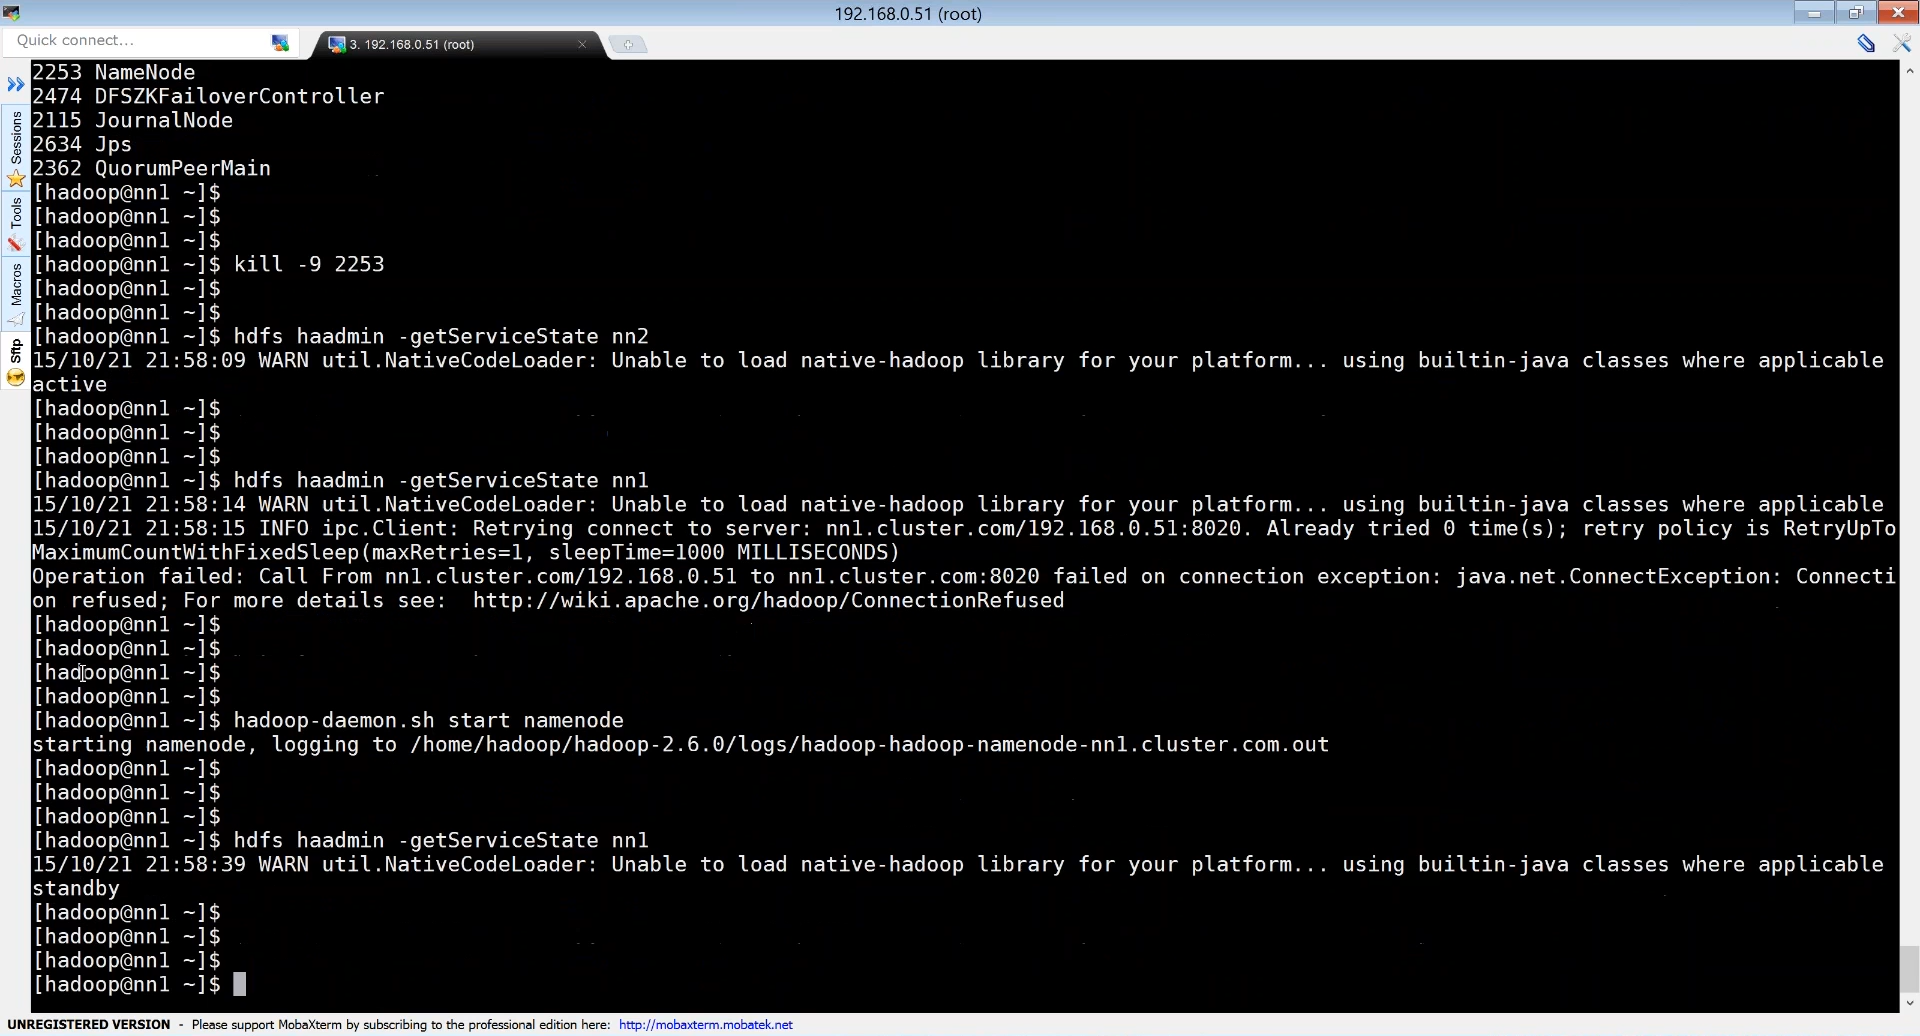 192.168.0.51 (root)
Quick connect...
3. 192.168.0.51 (root)
Sessions
Tools
Macros
Sftp
2253 NameNode
2474 DFSZKFailoverController
2115 JournalNode
2634 Jps
2362 QuorumPeerMain
[hadoop@nn1 ~]$
[hadoop@nn1 ~]$
[hadoop@nn1 ~]$
[hadoop@nn1 ~]$ kill -9 2253
[hadoop@nn1 ~]$
[hadoop@nn1 ~]$
[hadoop@nn1 ~]$ hdfs haadmin -getServiceState nn2
15/10/21 21:58:09 WARN util.NativeCodeLoader: Unable to load native-hadoop library for your platform... using builtin-java classes where applicable
active
[hadoop@nn1 ~]$
[hadoop@nn1 ~]$
[hadoop@nn1 ~]$
[hadoop@nn1 ~]$ hdfs haadmin -getServiceState nn1
15/10/21 21:58:14 WARN util.NativeCodeLoader: Unable to load native-hadoop library for your platform... using builtin-java classes where applicable
15/10/21 21:58:15 INFO ipc.Client: Retrying connect to server: nn1.cluster.com/192.168.0.51:8020. Already tried 0 time(s); retry policy is RetryUpTo
MaximumCountWithFixedSleep(maxRetries=1, sleepTime=1000 MILLISECONDS)
Operation failed: Call From nn1.cluster.com/192.168.0.51 to nn1.cluster.com:8020 failed on connection exception: java.net.ConnectException: Connecti
on refused; For more details see:  http://wiki.apache.org/hadoop/ConnectionRefused
[hadoop@nn1 ~]$
[hadoop@nn1 ~]$
[hadoop@nn1 ~]$
[hadoop@nn1 ~]$
[hadoop@nn1 ~]$ hadoop-daemon.sh start namenode
starting namenode, logging to /home/hadoop/hadoop-2.6.0/logs/hadoop-hadoop-namenode-nn1.cluster.com.out
[hadoop@nn1 ~]$
[hadoop@nn1 ~]$
[hadoop@nn1 ~]$
[hadoop@nn1 ~]$ hdfs haadmin -getServiceState nn1
15/10/21 21:58:39 WARN util.NativeCodeLoader: Unable to load native-hadoop library for your platform... using builtin-java classes where applicable
standby
[hadoop@nn1 ~]$
[hadoop@nn1 ~]$
[hadoop@nn1 ~]$
[hadoop@nn1 ~]$
UNREGISTERED VERSION - Please support MobaXterm by subscribing to the professional edition here: http://mobaxterm.mobatek.net